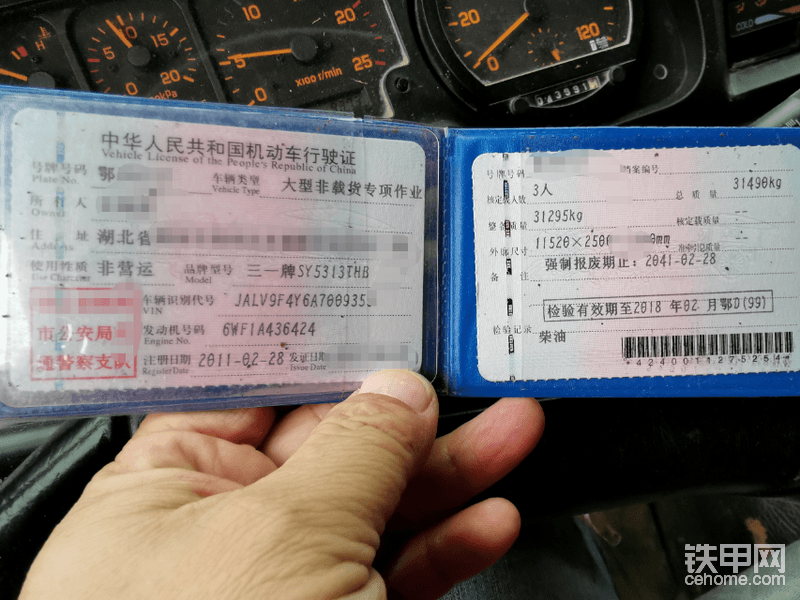 中华人民共和国机动车行驶证
Vehicle License of the People's Republic of China
号牌号码 鄂 车辆类型 大型非载货专项作业
Plate No. Vehicle Type
所有人
Owner
住址 湖北省
Address
使用性质 非营运 品牌型号 三一牌SY5313THB
Use Character Model
车辆识别代号 JALV9F4Y6A700935
VIN
发动机号码 6WF1A436424
Engine No.
注册日期 2011-02-28 发证日期
Register Date Issue Date
市公安局
警察支队
号牌号码 档案编号
核定载人数 3人 总质量 31490kg
整备质量 31295kg 核定载质量 --
外廓尺寸 11520×250 mm 准牵引总质量 --
备注 强制报废期止: 2041-02-28
检验有效期至2018年02月鄂D(99)
检验记录 柴油
*4240011275254*
H
5
10
15
20
0
0
5
20
25
x100 r/min
20
0
120
COLD
铁甲网
cehome.com